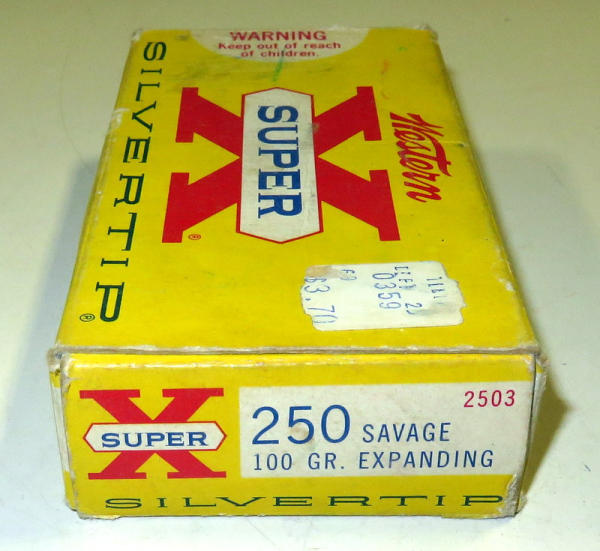 WARNING
Keep out of reach
of children.
SILVERTIP®
Western
SUPER X®
0359
$3.70
SUPER X
2503
250 SAVAGE
100 GR. EXPANDING
SILVERTIP